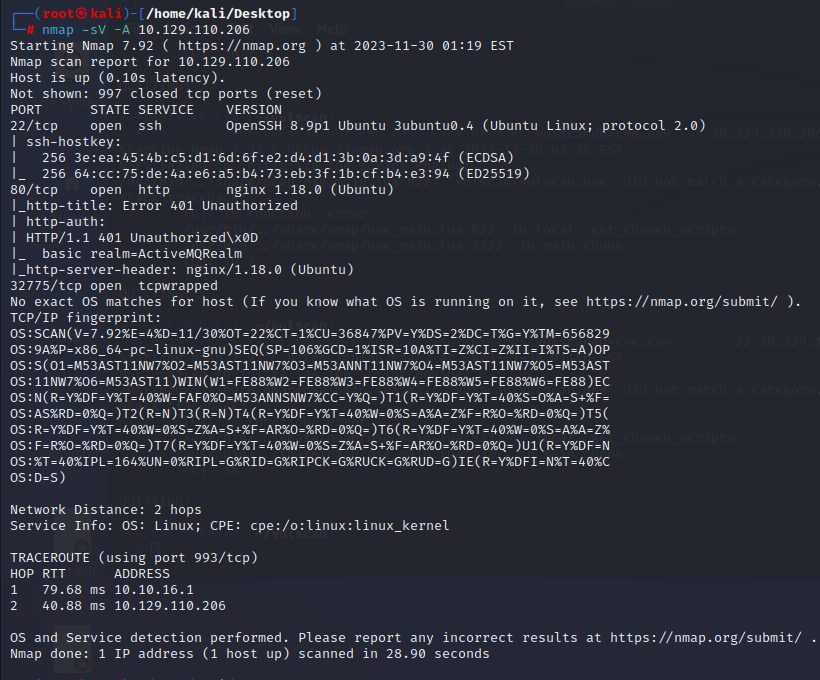 ┌──(root㉿kali)-[/home/kali/Desktop]
└─# nmap -sV -A 10.129.110.206
Starting Nmap 7.92 ( https://nmap.org ) at 2023-11-30 01:19 EST
Nmap scan report for 10.129.110.206
Host is up (0.10s latency).
Not shown: 997 closed tcp ports (reset)
PORT      STATE SERVICE    VERSION
22/tcp    open  ssh        OpenSSH 8.9p1 Ubuntu 3ubuntu0.4 (Ubuntu Linux; protocol 2.0)
| ssh-hostkey:
|   256 3e:ea:45:4b:c5:d1:6d:6f:e2:d4:d1:3b:0a:3d:a9:4f (ECDSA)
|_  256 64:cc:75:de:4a:e6:a5:b4:73:eb:3f:1b:cf:b4:e3:94 (ED25519)
80/tcp    open  http       nginx 1.18.0 (Ubuntu)
|_http-title: Error 401 Unauthorized
| http-auth:
| HTTP/1.1 401 Unauthorized\x0D
|_  basic realm=ActiveMQRealm
|_http-server-header: nginx/1.18.0 (Ubuntu)
32775/tcp open  tcpwrapped
No exact OS matches for host (If you know what OS is running on it, see https://nmap.org/submit/ ).
TCP/IP fingerprint:
OS:SCAN(V=7.92%E=4%D=11/30%OT=22%CT=1%CU=36847%PV=Y%DS=2%DC=T%G=Y%TM=656829
OS:9A%P=x86_64-pc-linux-gnu)SEQ(SP=106%GCD=1%ISR=10A%TI=Z%CI=Z%II=I%TS=A)OP
OS:S(O1=M53AST11NW7%O2=M53AST11NW7%O3=M53ANNT11NW7%O4=M53AST11NW7%O5=M53AST
OS:11NW7%O6=M53AST11)WIN(W1=FE88%W2=FE88%W3=FE88%W4=FE88%W5=FE88%W6=FE88)EC
OS:N(R=Y%DF=Y%T=40%W=FAF0%O=M53ANNSNW7%CC=Y%Q=)T1(R=Y%DF=Y%T=40%S=O%A=S+%F=
OS:AS%RD=0%Q=)T2(R=N)T3(R=N)T4(R=Y%DF=Y%T=40%W=0%S=A%A=Z%F=R%O=%RD=0%Q=)T5(
OS:R=Y%DF=Y%T=40%W=0%S=Z%A=S+%F=AR%O=%RD=0%Q=)T6(R=Y%DF=Y%T=40%W=0%S=A%A=Z%
OS:F=R%O=%RD=0%Q=)T7(R=Y%DF=Y%T=40%W=0%S=Z%A=S+%F=AR%O=%RD=0%Q=)U1(R=Y%DF=N
OS:%T=40%IPL=164%UN=0%RIPL=G%RID=G%RIPCK=G%RUCK=G%RUD=G)IE(R=Y%DFI=N%T=40%C
OS:D=S)

Network Distance: 2 hops
Service Info: OS: Linux; CPE: cpe:/o:linux:linux_kernel

TRACEROUTE (using port 993/tcp)
HOP RTT      ADDRESS
1   79.68 ms 10.10.16.1
2   40.88 ms 10.129.110.206

OS and Service detection performed. Please report any incorrect results at https://nmap.org/submit/ .
Nmap done: 1 IP address (1 host up) scanned in 28.90 seconds